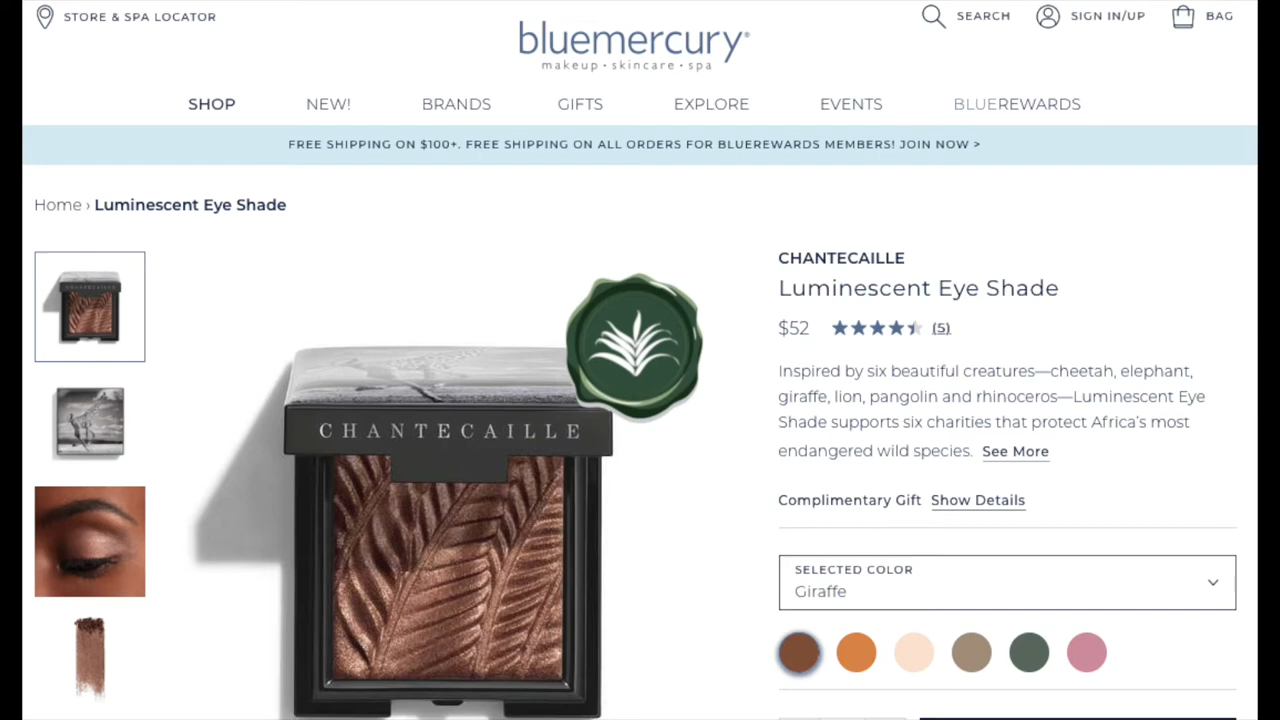 STORE & SPA LOCATOR
bluemercury®
makeup • skincare • spa
SEARCH
SIGN IN/UP
BAG
SHOP
NEW!
BRANDS
GIFTS
EXPLORE
EVENTS
BLUEREWARDS
FREE SHIPPING ON $100+. FREE SHIPPING ON ALL ORDERS FOR BLUEREWARDS MEMBERS! JOIN NOW >
Home › Luminescent Eye Shade
CHANTECAILLE
CHANTECAILLE
Luminescent Eye Shade
$52 (5)
Inspired by six beautiful creatures—cheetah, elephant,
giraffe, lion, pangolin and rhinoceros—Luminescent Eye
Shade supports six charities that protect Africa's most
endangered wild species. See More
Complimentary Gift Show Details
SELECTED COLOR
Giraffe